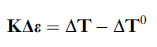 KΔε = ΔT − ΔT⁰